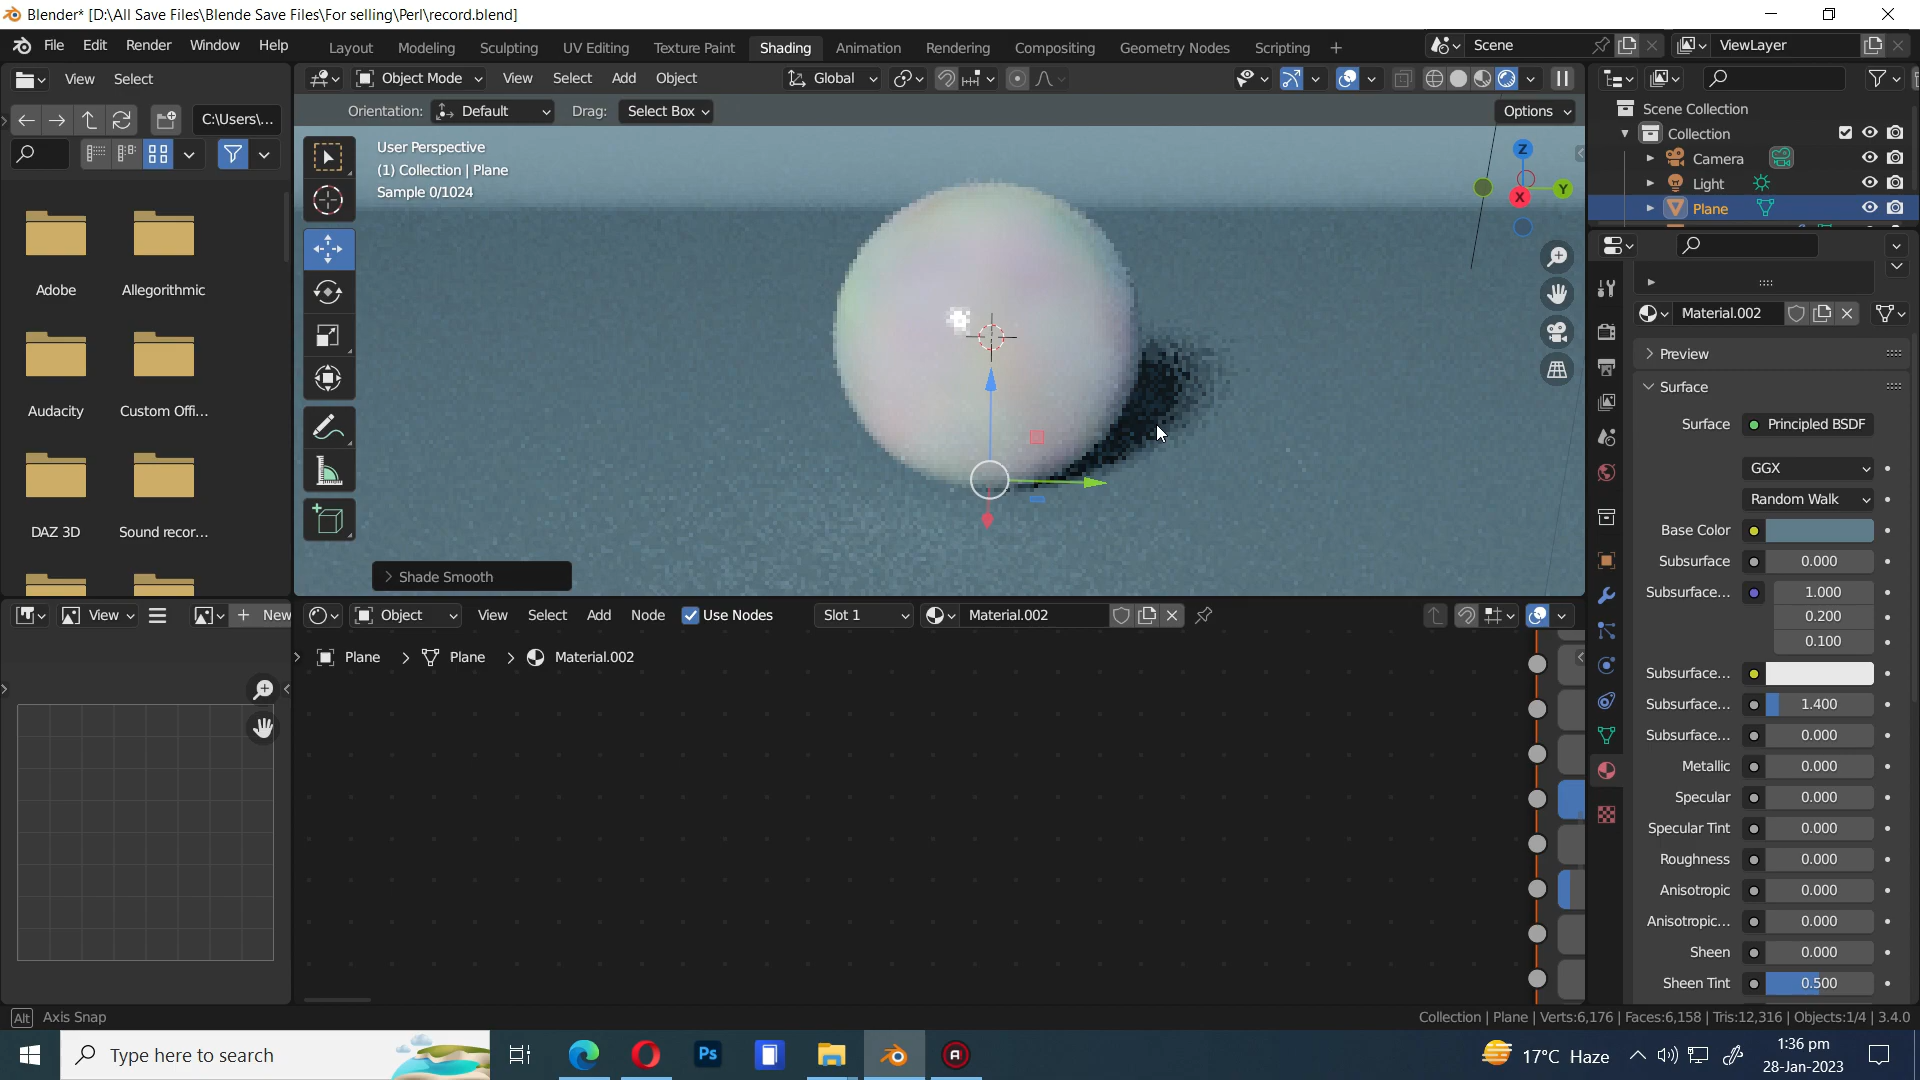 Blender* [D:\All Save Files\Blende Save Files\For selling\Perl\record.blend]
File Edit Render Window Help
Layout Modeling Sculpting UV Editing Texture Paint Shading Animation Rendering Compositing Geometry Nodes Scripting
Scene
ViewLayer
View Select
Object Mode View Select Add Object
Global
C:\Users\...
Orientation: Default Drag: Select Box
Options
User Perspective
(1) Collection | Plane
Sample 0/1024
Z
Y
X
Scene Collection
Collection
Camera
Light
Plane
Adobe
Allegorithmic
Audacity
Custom Offi...
DAZ 3D
Sound recor...
Shade Smooth
Material.002
Preview
Surface
Surface Principled BSDF
GGX
Random Walk
Base Color
Subsurface 0.000
Subsurface... 1.000
0.200
0.100
Subsurface...
Subsurface... 1.400
Subsurface... 0.000
Metallic 0.000
Specular 0.000
Specular Tint 0.000
Roughness 0.000
Anisotropic 0.000
Anisotropic... 0.000
Sheen 0.000
Sheen Tint 0.500
View
New
Object View Select Add Node Use Nodes Slot 1 Material.002
Plane Plane Material.002
Alt Axis Snap
Collection | Plane | Verts:6,176 | Faces:6,158 | Tris:12,316 | Objects:1/4 | 3.4.0
Type here to search
Ps
17°C Haze
1:36 pm
28-Jan-2023